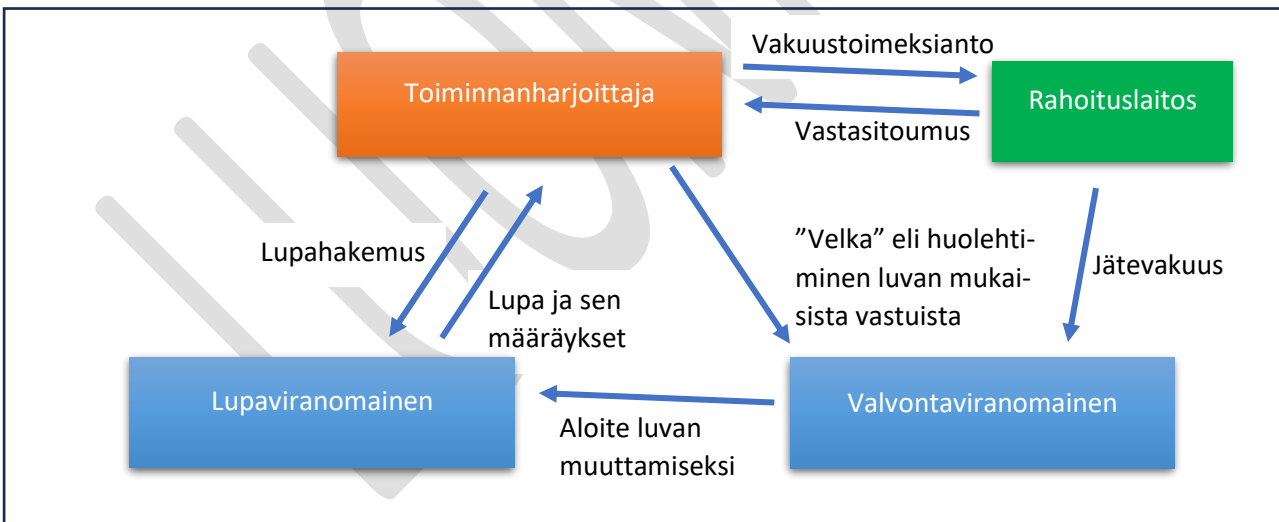 Vakuustoimeksianto
Toiminnanharjoittaja
Rahoituslaitos
Vastasitoumus
Lupahakemus
Lupa ja sen
määräykset
”Velka” eli huolehti-
minen luvan mukai-
sista vastuista
Jätevakuus
Lupaviranomainen
Valvontaviranomainen
Aloite luvan
muuttamiseksi